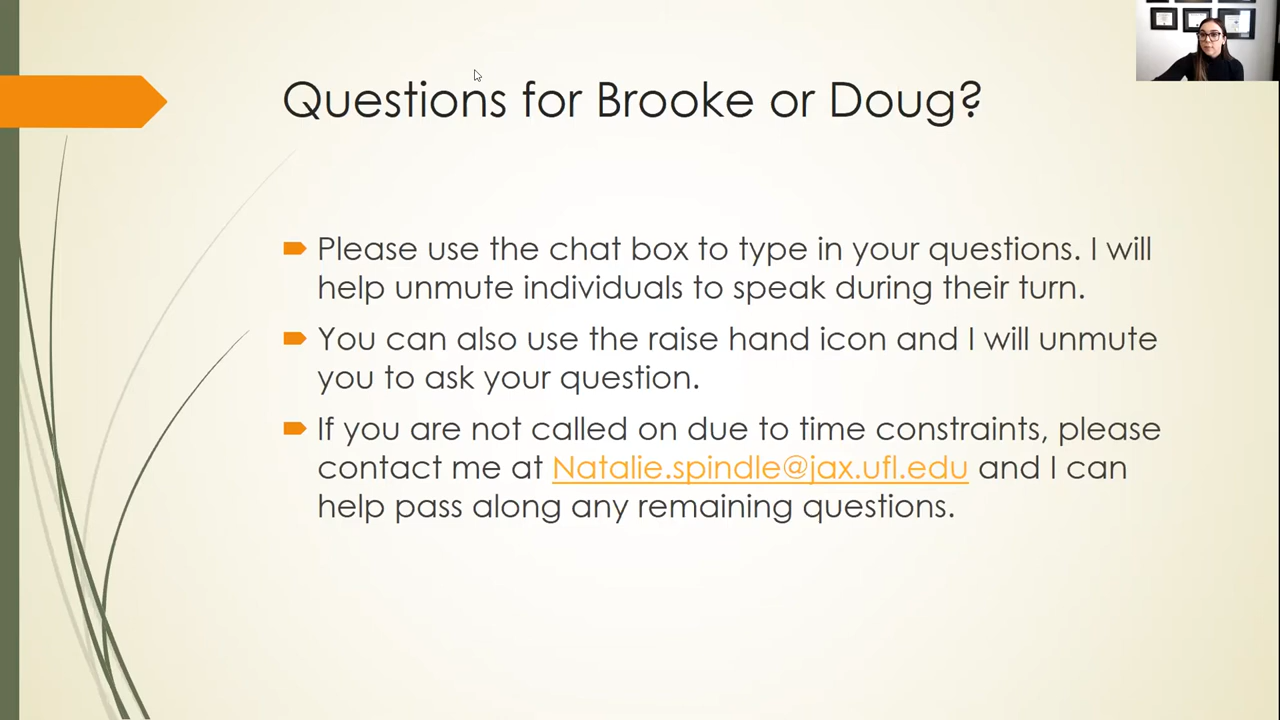 Questions for Brooke or Doug?
Please use the chat box to type in your questions. I will
help unmute individuals to speak during their turn.
You can also use the raise hand icon and I will unmute
you to ask your question.
If you are not called on due to time constraints, please
contact me at Natalie.spindle@jax.ufl.edu and I can
help pass along any remaining questions.